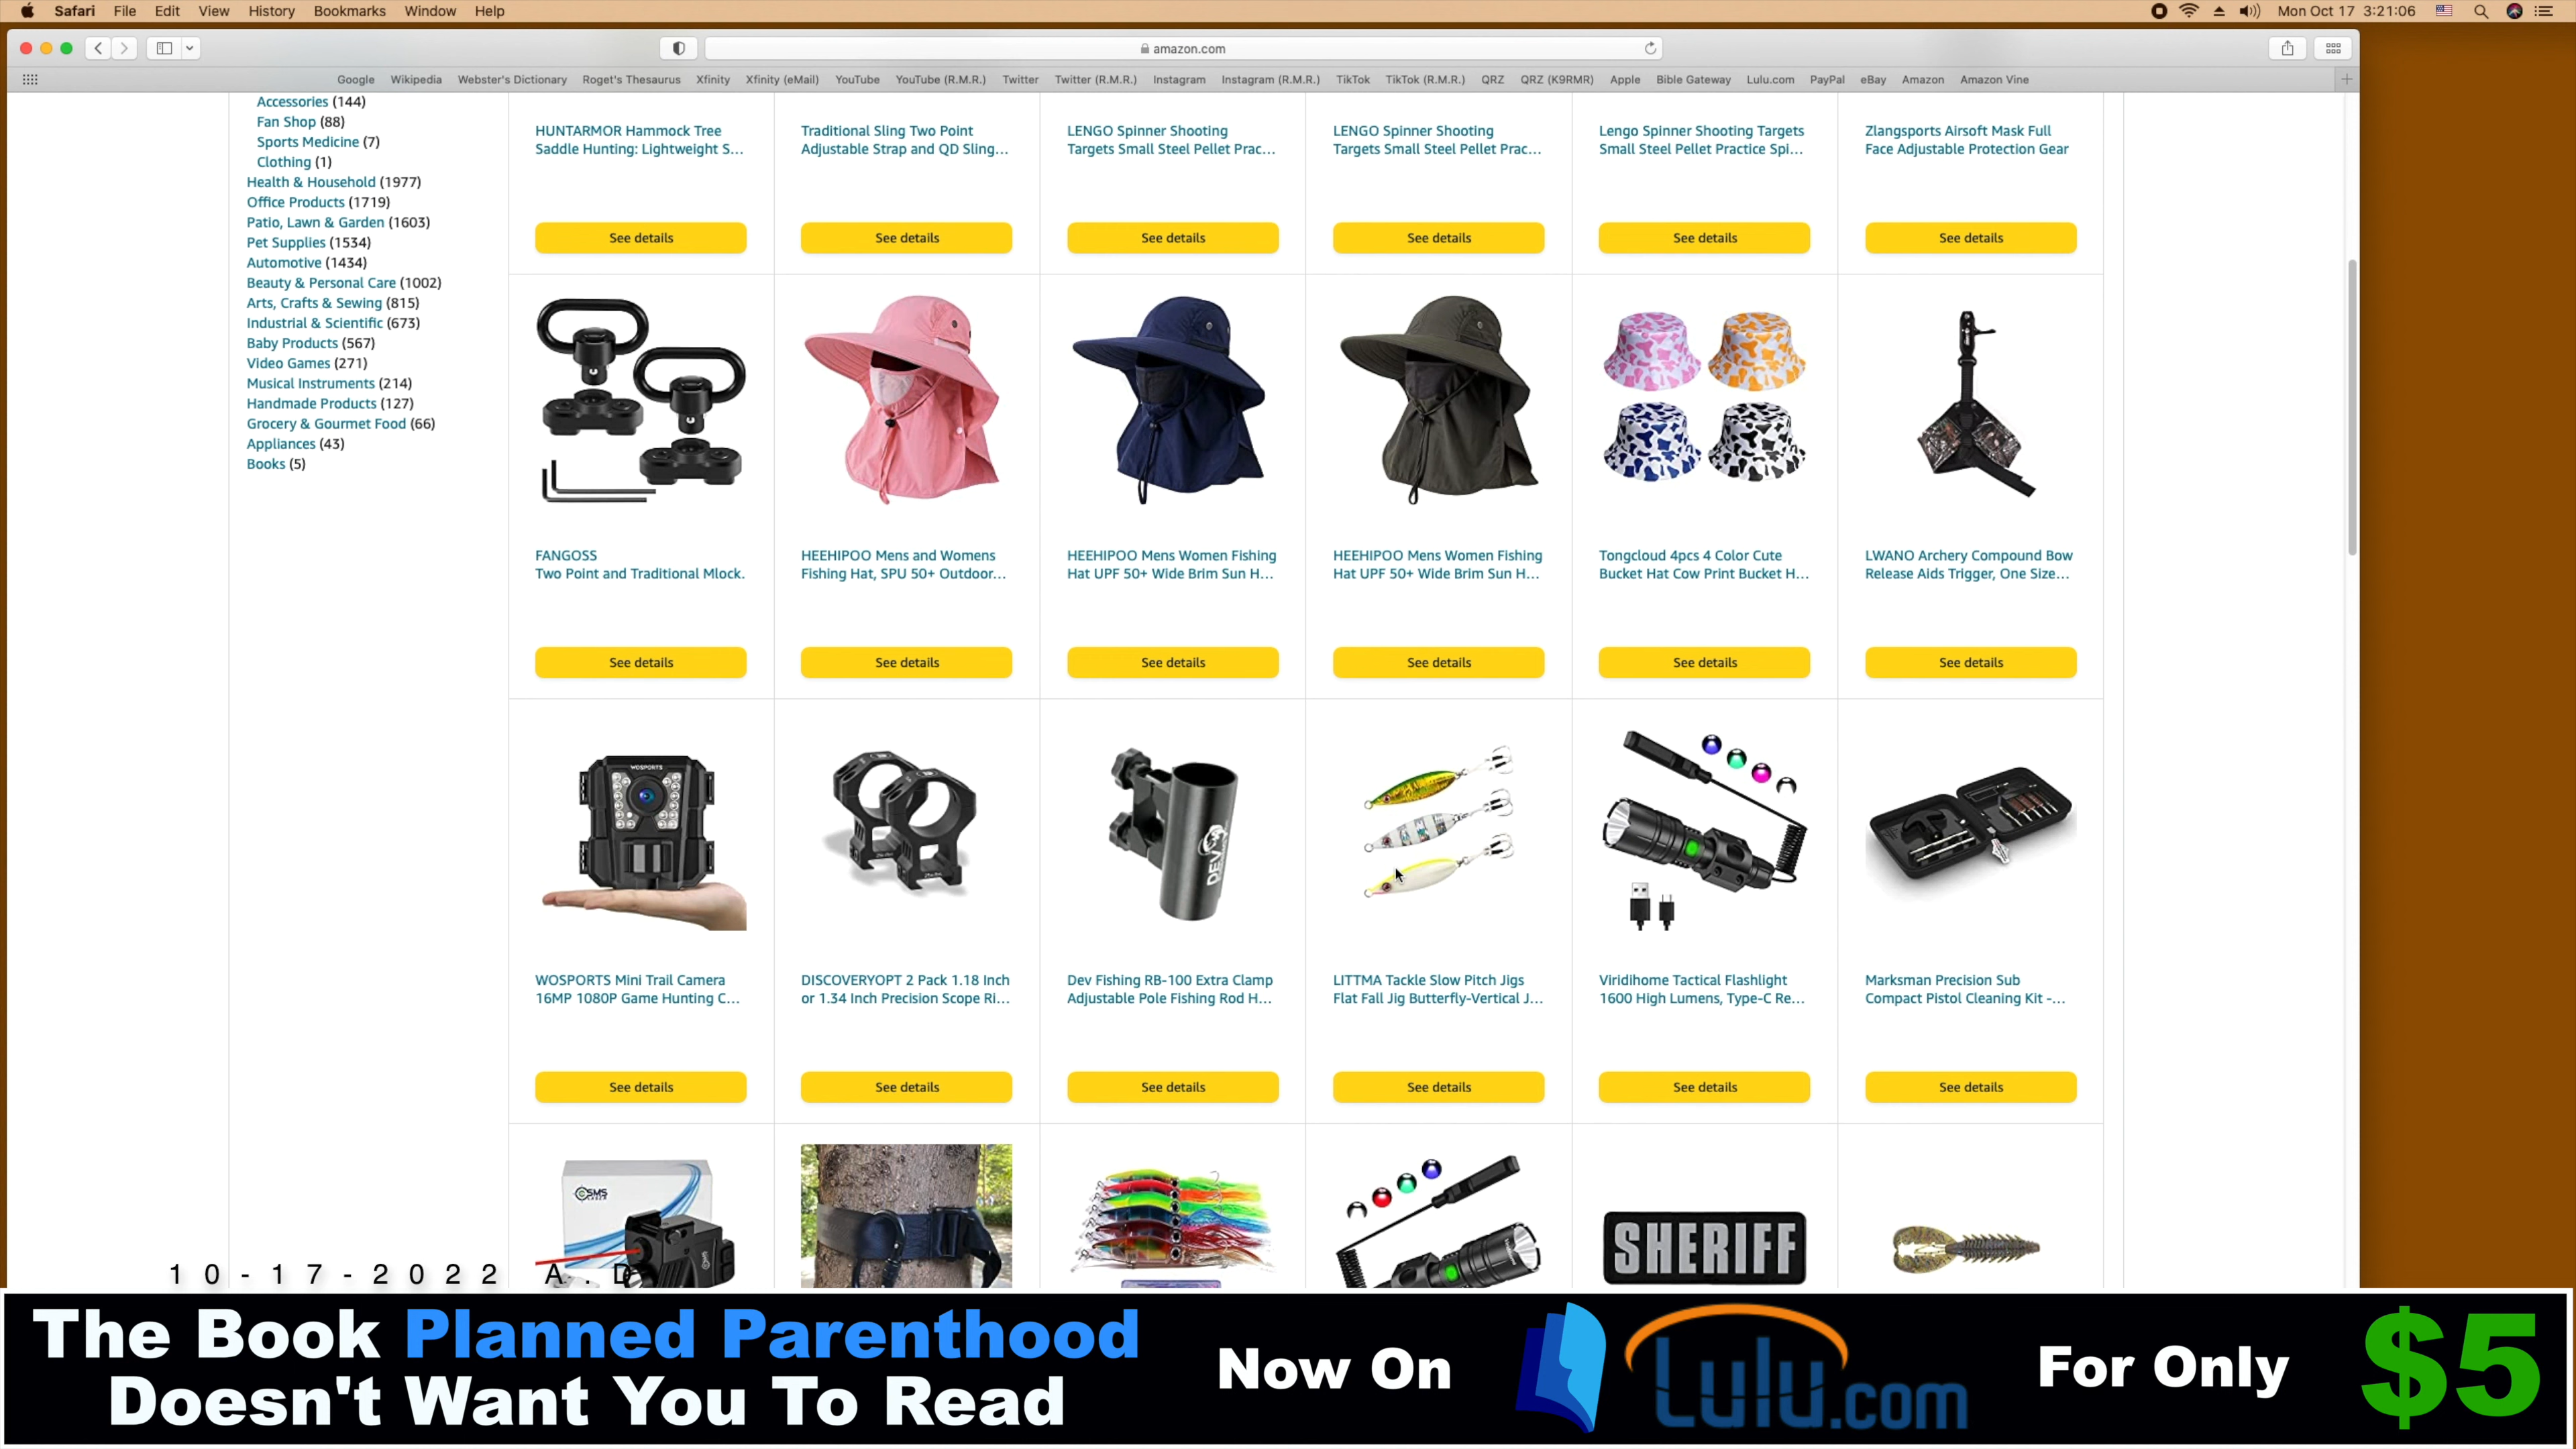 Safari File Edit View History Bookmarks Window Help
Mon Oct 17 3:21:06
amazon.com
Google Wikipedia Webster's Dictionary Roget's Thesaurus Xfinity Xfinity (eMail) YouTube YouTube (R.M.R.) Twitter Twitter (R.M.R.) Instagram Instagram (R.M.R.) TikTok TikTok (R.M.R.) QRZ QRZ (K9RMR) Apple Bible Gateway Lulu.com PayPal eBay Amazon Amazon Vine
Accessories (144)
Fan Shop (88)
Sports Medicine (7)
Clothing (1)
Health & Household (1977)
Office Products (1719)
Patio, Lawn & Garden (1603)
Pet Supplies (1534)
Automotive (1434)
Beauty & Personal Care (1002)
Arts, Crafts & Sewing (815)
Industrial & Scientific (673)
Baby Products (567)
Video Games (271)
Musical Instruments (214)
Handmade Products (127)
Grocery & Gourmet Food (66)
Appliances (43)
Books (5)
HUNTARMOR Hammock Tree
Saddle Hunting: Lightweight S...
See details
Traditional Sling Two Point
Adjustable Strap and QD Sling...
See details
LENGO Spinner Shooting
Targets Small Steel Pellet Prac...
See details
LENGO Spinner Shooting
Targets Small Steel Pellet Prac...
See details
Lengo Spinner Shooting Targets
Small Steel Pellet Practice Spi...
See details
Zlangsports Airsoft Mask Full
Face Adjustable Protection Gear
See details
FANGOSS
Two Point and Traditional Mlock.
See details
HEEHIPOO Mens and Womens
Fishing Hat, SPU 50+ Outdoor...
See details
HEEHIPOO Mens Women Fishing
Hat UPF 50+ Wide Brim Sun H...
See details
HEEHIPOO Mens Women Fishing
Hat UPF 50+ Wide Brim Sun H...
See details
Tongcloud 4pcs 4 Color Cute
Bucket Hat Cow Print Bucket H...
See details
LWANO Archery Compound Bow
Release Aids Trigger, One Size...
See details
WOSPORTS
WOSPORTS Mini Trail Camera
16MP 1080P Game Hunting C...
See details
DISCOVERYOPT 2 Pack 1.18 Inch
or 1.34 Inch Precision Scope Ri...
See details
DEV
Dev Fishing RB-100 Extra Clamp
Adjustable Pole Fishing Rod H...
See details
LITTMA Tackle Slow Pitch Jigs
Flat Fall Jig Butterfly-Vertical J...
See details
Viridihome Tactical Flashlight
1600 High Lumens, Type-C Re...
See details
Marksman Precision Sub
Compact Pistol Cleaning Kit -...
See details
SHERIFF
10-17-2022 A.D
The Book Planned Parenthood
Doesn't Want You To Read
Now On
Lulu.com
For Only
$5